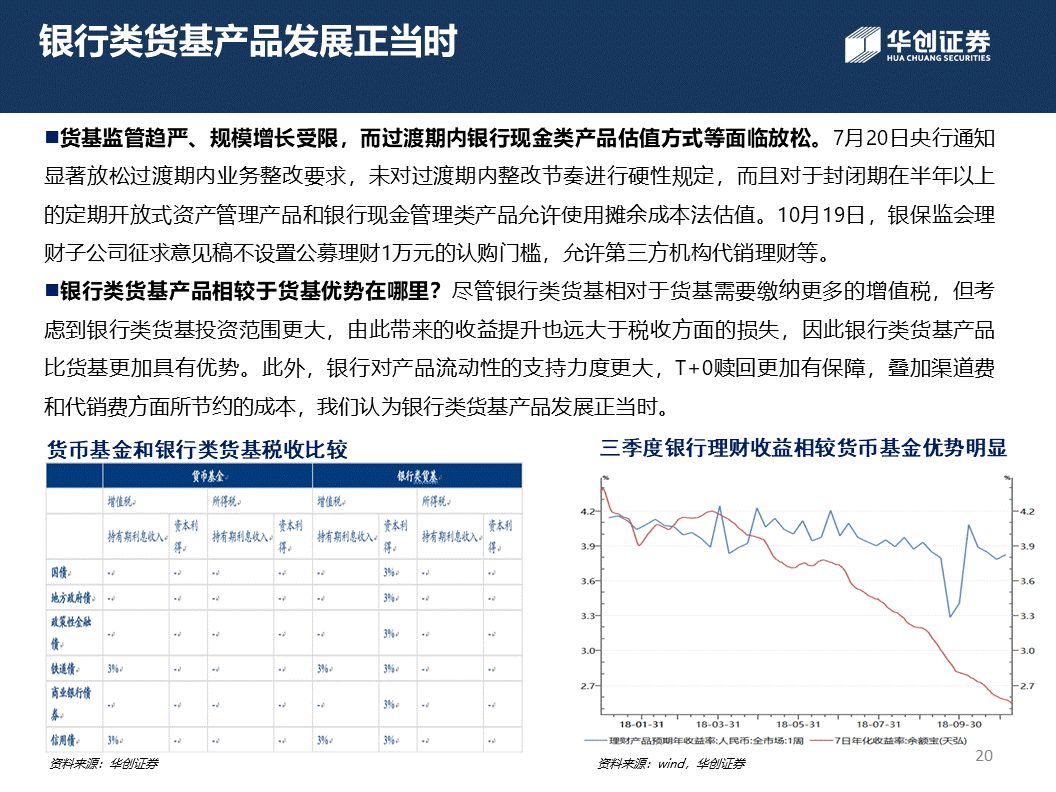 银行类货基产品发展正当时
华创证券
HUA CHUANG SECURITIES
■货基监管趋严、规模增长受限，而过渡期内银行现金类产品估值方式等面临放松。7月20日央行通知
显著放松过渡期内业务整改要求，未对过渡期内整改节奏进行硬性规定，而且对于封闭期在半年以上
的定期开放式资产管理产品和银行现金管理类产品允许使用摊余成本法估值。10月19日，银保监会理
财子公司征求意见稿不设置公募理财1万元的认购门槛，允许第三方机构代销理财等。
■银行类货基产品相较于货基优势在哪里？尽管银行类货基相对于货基需要缴纳更多的增值税，但考
虑到银行类货基投资范围更大，由此带来的收益提升也远大于税收方面的损失，因此银行类货基产品
比货基更加具有优势。此外，银行对产品流动性的支持力度更大，T+0赎回更加有保障，叠加渠道费
和代销费方面所节约的成本，我们认为银行类货基产品发展正当时。
货币基金和银行类货基税收比较
货币基金 银行类货基
增值税 所得税 增值税 所得税
持有期利息收入 资本利得 持有期利息收入 资本利得 持有期利息收入 资本利得 持有期利息收入 资本利得
国债 - - - - - 3% - -
地方政府债 - - - - - 3% - -
政策性金融债 - - - - - 3% - -
铁道债 3% - - - 3% 3% - -
商业银行债券 - - - - - 3% - -
信用债 3% - - - 3% 3% - -
资料来源：华创证券
三季度银行理财收益相较货币基金优势明显
% %
4.2 4.2
3.9 3.9
3.6 3.6
3.3 3.3
3.0 3.0
2.7 2.7
18-01-31 18-03-31 18-05-31 18-07-31 18-09-30
理财产品预期年收益率:人民币:全市场:1周 7日年化收益率:余额宝(天弘)
资料来源：wind，华创证券
20